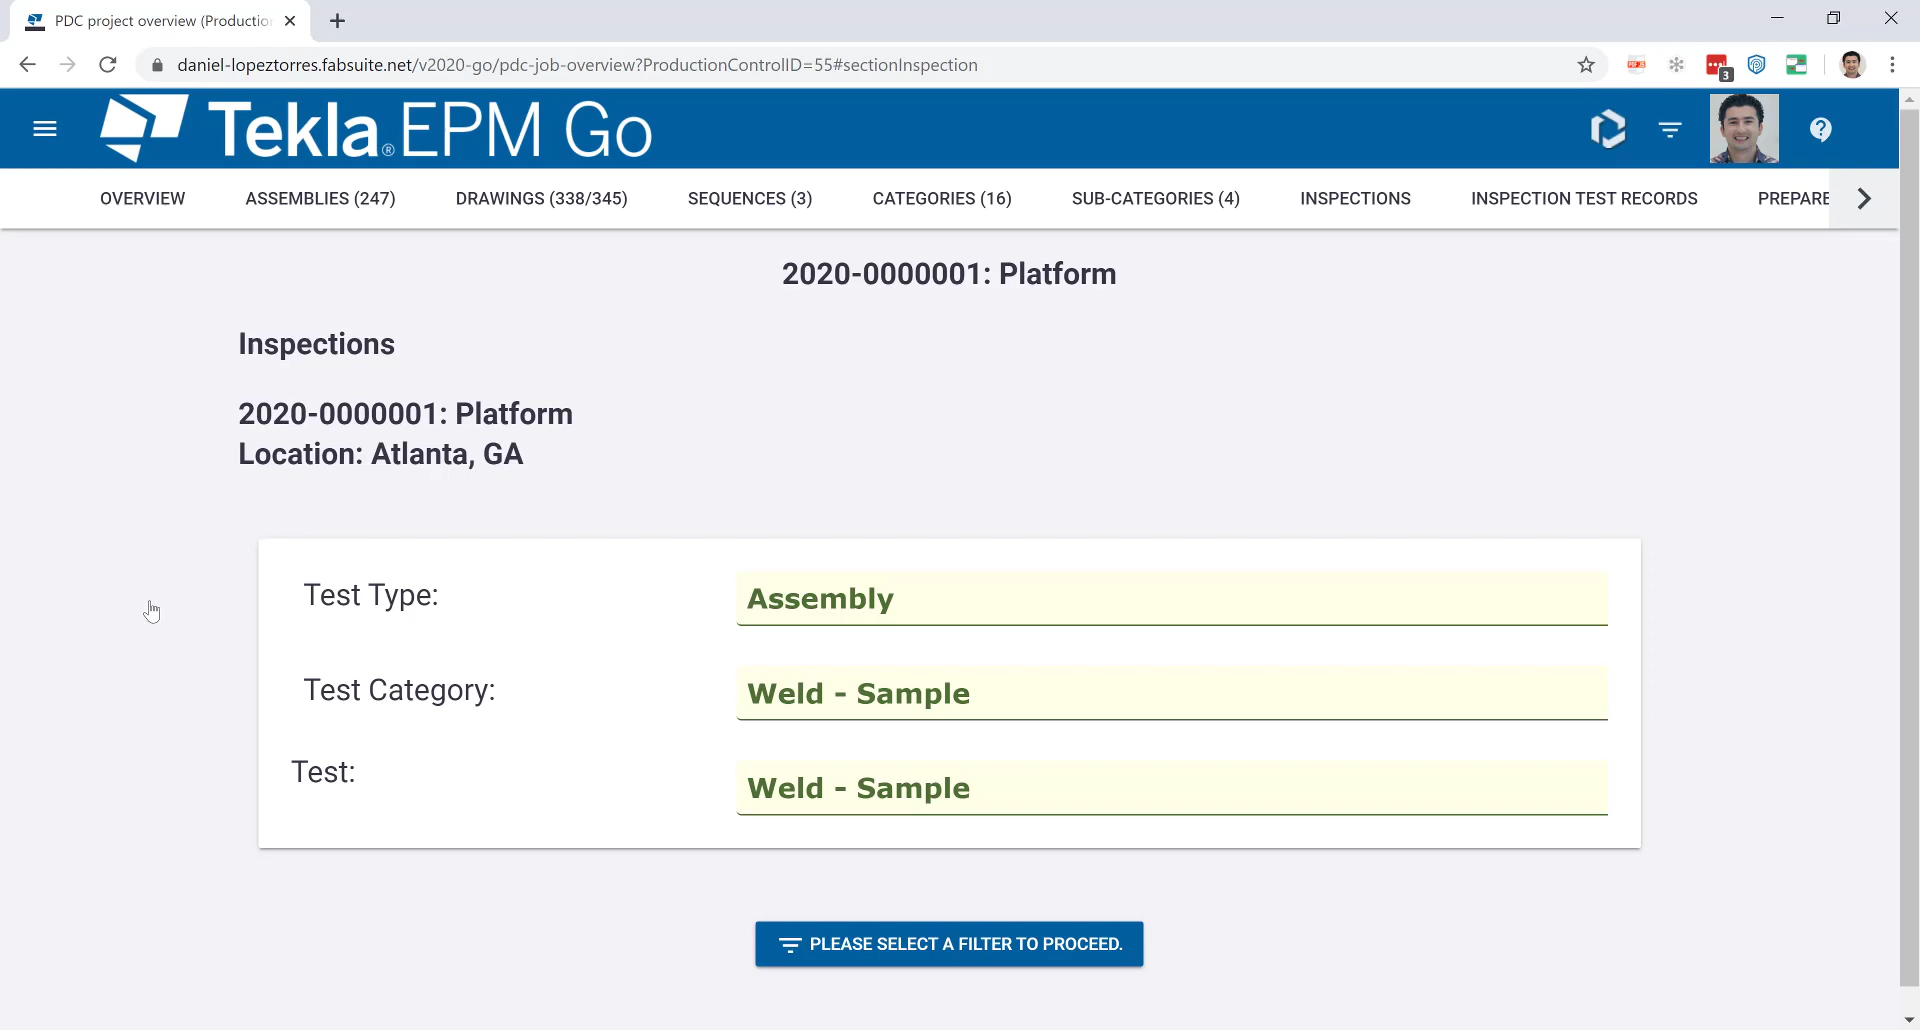 PDC project overview (Productio
daniel-lopeztorres.fabsuite.net/v2020-go/pdc-job-overview?ProductionControlID=55#sectionInspection
3
Tekla® EPM Go
OVERVIEW ASSEMBLIES (247) DRAWINGS (338/345) SEQUENCES (3) CATEGORIES (16) SUB-CATEGORIES (4) INSPECTIONS INSPECTION TEST RECORDS PREPARE
2020-0000001: Platform
Inspections
2020-0000001: Platform
Location: Atlanta, GA
Test Type: Assembly
Test Category: Weld - Sample
Test: Weld - Sample
PLEASE SELECT A FILTER TO PROCEED.